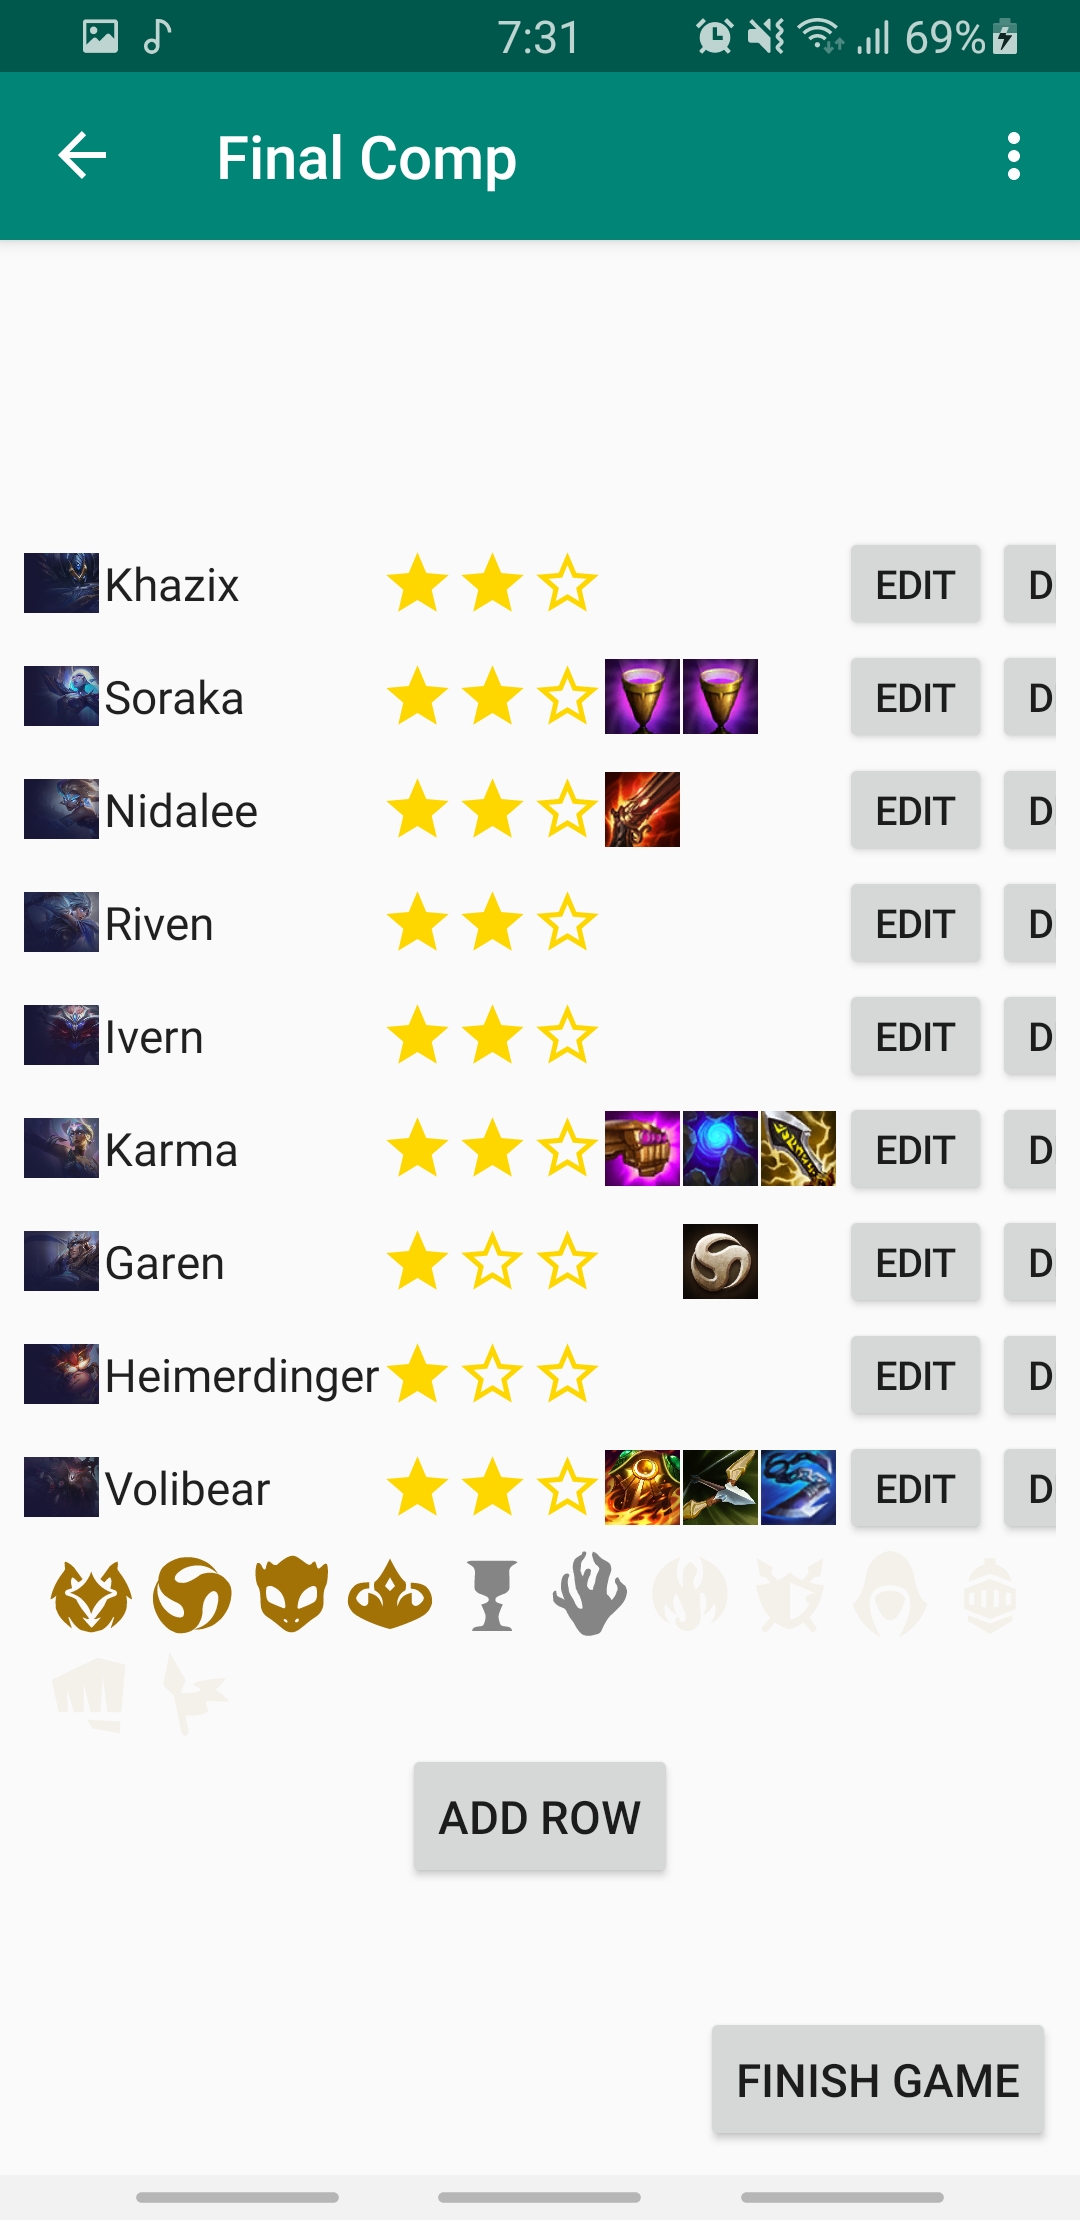 7:31 69%
Final Comp
Khazix EDIT D
Soraka EDIT D
Nidalee EDIT D
Riven EDIT D
Ivern EDIT D
Karma EDIT D
Garen EDIT D
Heimerdinger EDIT D
Volibear EDIT D
ADD ROW
FINISH GAME